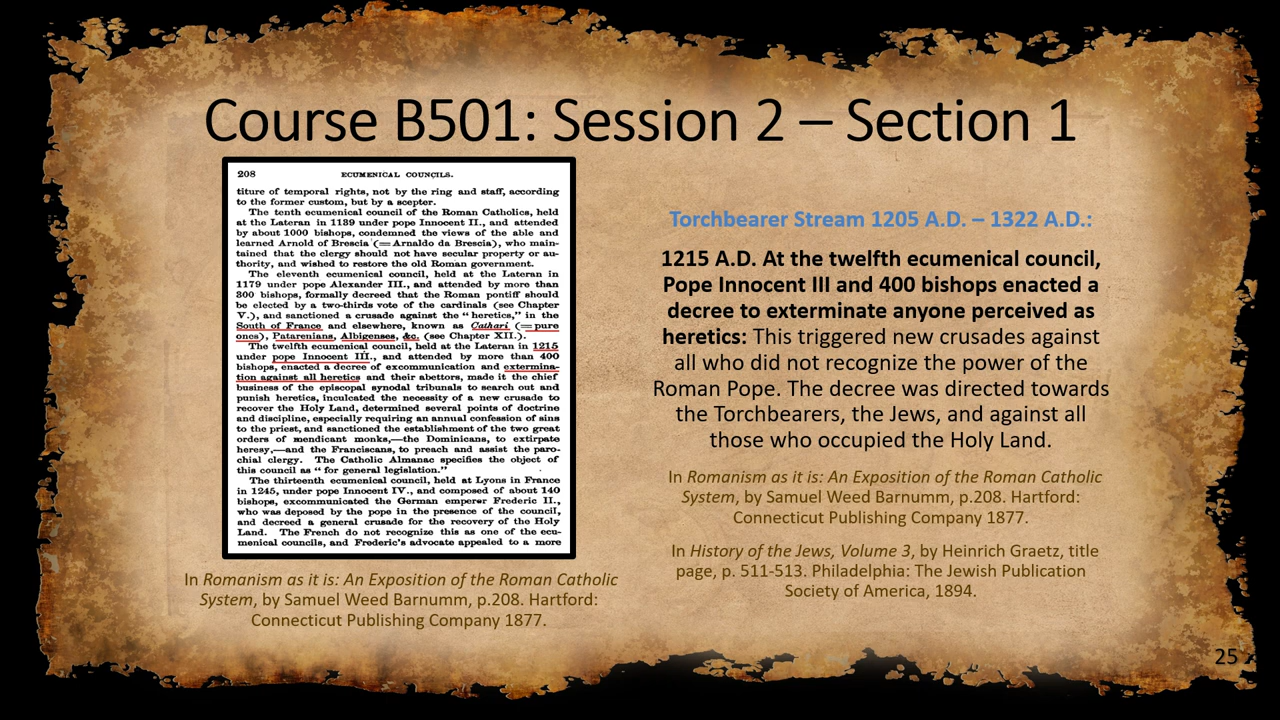 Course B501: Session 2 – Section 1
208 ECUMENICAL COUNCILS.
titure of temporal rights, not by the ring and staff, according
to the former custom, but by a scepter.
The tenth ecumenical council of the Roman Catholics, held
at the Lateran in 1139 under pope Innocent II., and attended
by about 1000 bishops, condemned the views of the able and
learned Arnold of Brescia (=Arnaldo da Brescia), who main-
tained that the clergy should not have secular property or au-
thority, and wished to restore the old Roman government.
The eleventh ecumenical council, held at the Lateran in
1179 under pope Alexander III., and attended by more than
300 bishops, formally decreed that the Roman pontiff should
be elected by a two-thirds vote of the cardinals (see Chapter
V.), and sanctioned a crusade against the “heretics,” in the
South of France and elsewhere, known as Cathari (=pure
ones), Patarenians, Albigenses, &c. (see Chapter XII.).
The twelfth ecumenical council, held at the Lateran in 1215
under pope Innocent III., and attended by more than 400
bishops, enacted a decree of excommunication and extermina-
tion against all heretics and their abettors, made it the chief
business of the episcopal synodal tribunals to search out and
punish heretics, inculcated the necessity of a new crusade to
recover the Holy Land, determined several points of doctrine
and discipline, especially requiring an annual confession of sins
to the priest, and sanctioned the establishment of the two great
orders of mendicant monks,—the Dominicans, to extirpate
heresy,—and the Franciscans, to preach and assist the paro-
chial clergy. The Catholic Almanac specifies the object of
this council as “for general legislation.”
The thirteenth ecumenical council, held at Lyons in France
in 1245, under pope Innocent IV., and composed of about 140
bishops, excommunicated the German emperor Frederic II.,
who was deposed by the pope in the presence of the council,
and decreed a general crusade for the recovery of the Holy
Land. The French do not recognize this as one of the ecu-
menical councils, and Frederic's advocate appealed to a more
In Romanism as it is: An Exposition of the Roman Catholic
System, by Samuel Weed Barnumm, p.208. Hartford:
Connecticut Publishing Company 1877.
Torchbearer Stream 1205 A.D. – 1322 A.D.:
1215 A.D. At the twelfth ecumenical council,
Pope Innocent III and 400 bishops enacted a
decree to exterminate anyone perceived as
heretics: This triggered new crusades against
all who did not recognize the power of the
Roman Pope. The decree was directed towards
the Torchbearers, the Jews, and against all
those who occupied the Holy Land.
In Romanism as it is: An Exposition of the Roman Catholic
System, by Samuel Weed Barnumm, p.208. Hartford:
Connecticut Publishing Company 1877.
In History of the Jews, Volume 3, by Heinrich Graetz, title
page, p. 511-513. Philadelphia: The Jewish Publication
Society of America, 1894.
25